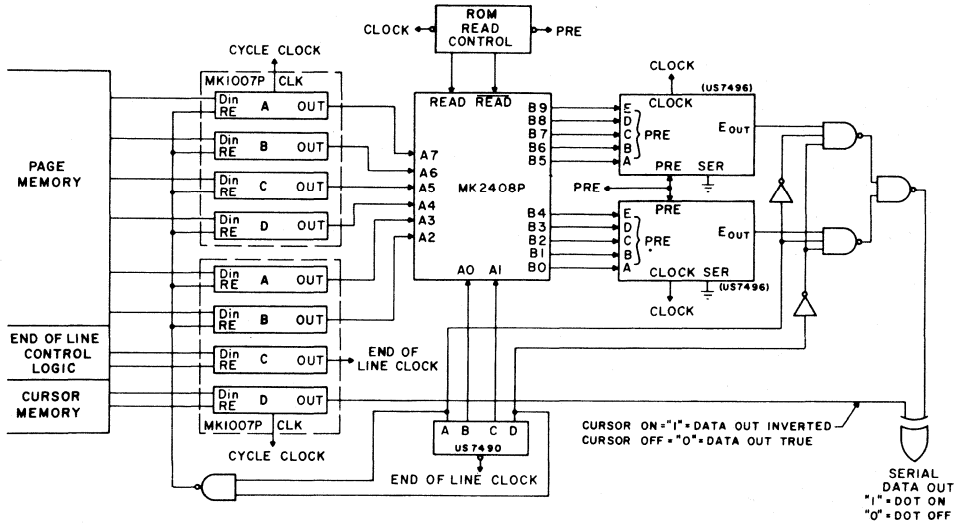 ROM
READ
CONTROL
CLOCK
PRE
CYCLE CLOCK
MK1007P CLK
Din A OUT
RE
Din B OUT
RE
Din C OUT
RE
Din D OUT
RE
PAGE
MEMORY
Din A OUT
RE
Din B OUT
RE
END OF LINE
CONTROL
LOGIC
Din C OUT
RE
END OF
LINE CLOCK
CURSOR
MEMORY
Din D OUT
RE
MK1007P CLK
CYCLE CLOCK
READ READ
A7
A6
A5
A4
A3
A2
MK2408P
A0 A1
B9
B8
B7
B6
B5
B4
B3
B2
B1
B0
CLOCK
(US7496)
CLOCK
E
D
C
B
A
PRE
E OUT
PRE SER
PRE
PRE
E
D
C
B
A
PRE
E OUT
CLOCK SER
(US7496)
CLOCK
A B C D
US7490
END OF LINE CLOCK
CURSOR ON="1"=DATA OUT INVERTED
CURSOR OFF="0"=DATA OUT TRUE
SERIAL
DATA OUT
"1"=DOT ON
"0"=DOT OFF